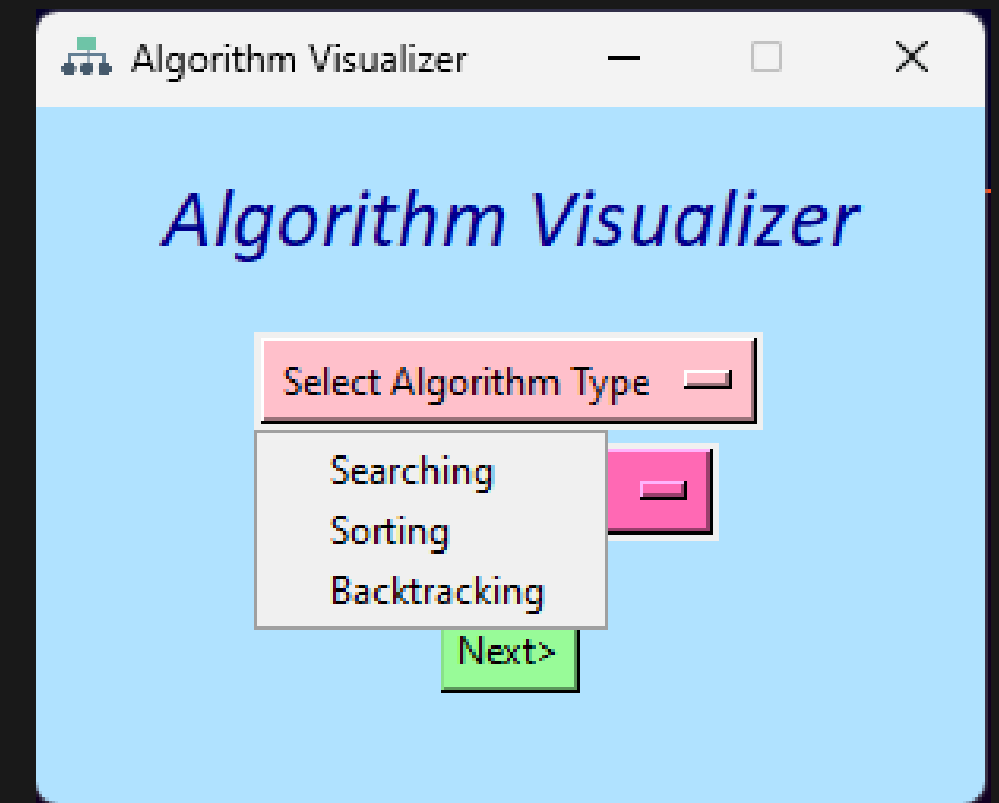 Algorithm Visualizer
Algorithm Visualizer
Select Algorithm Type
Searching
Sorting
Backtracking
Next>